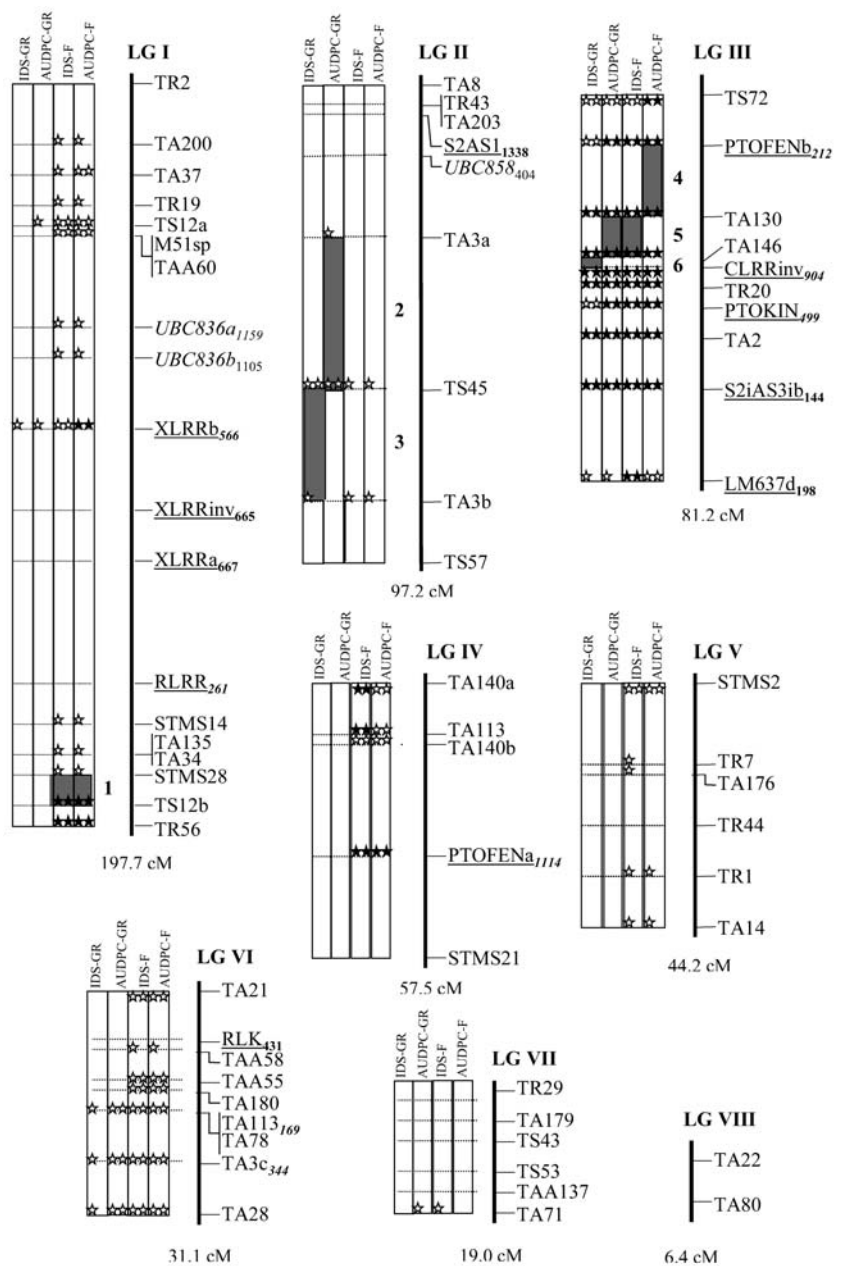 LG I
IDS-GR
AUDPC-GR
IDS-F
AUDPC-F
TR2
TA200
TA37
TR19
TS12a
M51sp
TAA60
UBC836a1159
UBC836b1105
XLRRb566
XLRRinv665
XLRRa667
RLRR261
STMS14
TA135
TA34
STMS28
1
TS12b
TR56
197.7 cM
LG II
IDS-GR
AUDPC-GR
IDS-F
AUDPC-F
TA8
TR43
TA203
S2AS11338
UBC858404
TA3a
2
TS45
3
TA3b
TS57
97.2 cM
LG III
IDS-GR
AUDPC-GR
IDS-F
AUDPC-F
TS72
PTOFENb212
4
TA130
5
TA146
6
CLRRinv904
TR20
PTOKIN499
TA2
S2iAS3ib144
LM637d198
81.2 cM
LG IV
IDS-GR
AUDPC-GR
IDS-F
AUDPC-F
TA140a
TA113
TA140b
PTOFENa1114
STMS21
57.5 cM
LG V
IDS-GR
AUDPC-GR
IDS-F
AUDPC-F
STMS2
TR7
TA176
TR44
TR1
TA14
44.2 cM
LG VI
IDS-GR
AUDPC-GR
IDS-F
AUDPC-F
TA21
RLK431
TAA58
TAA55
TA180
TA113169
TA78
TA3c344
TA28
31.1 cM
LG VII
IDS-GR
AUDPC-GR
IDS-F
AUDPC-F
TR29
TA179
TS43
TS53
TAA137
TA71
19.0 cM
LG VIII
TA22
TA80
6.4 cM